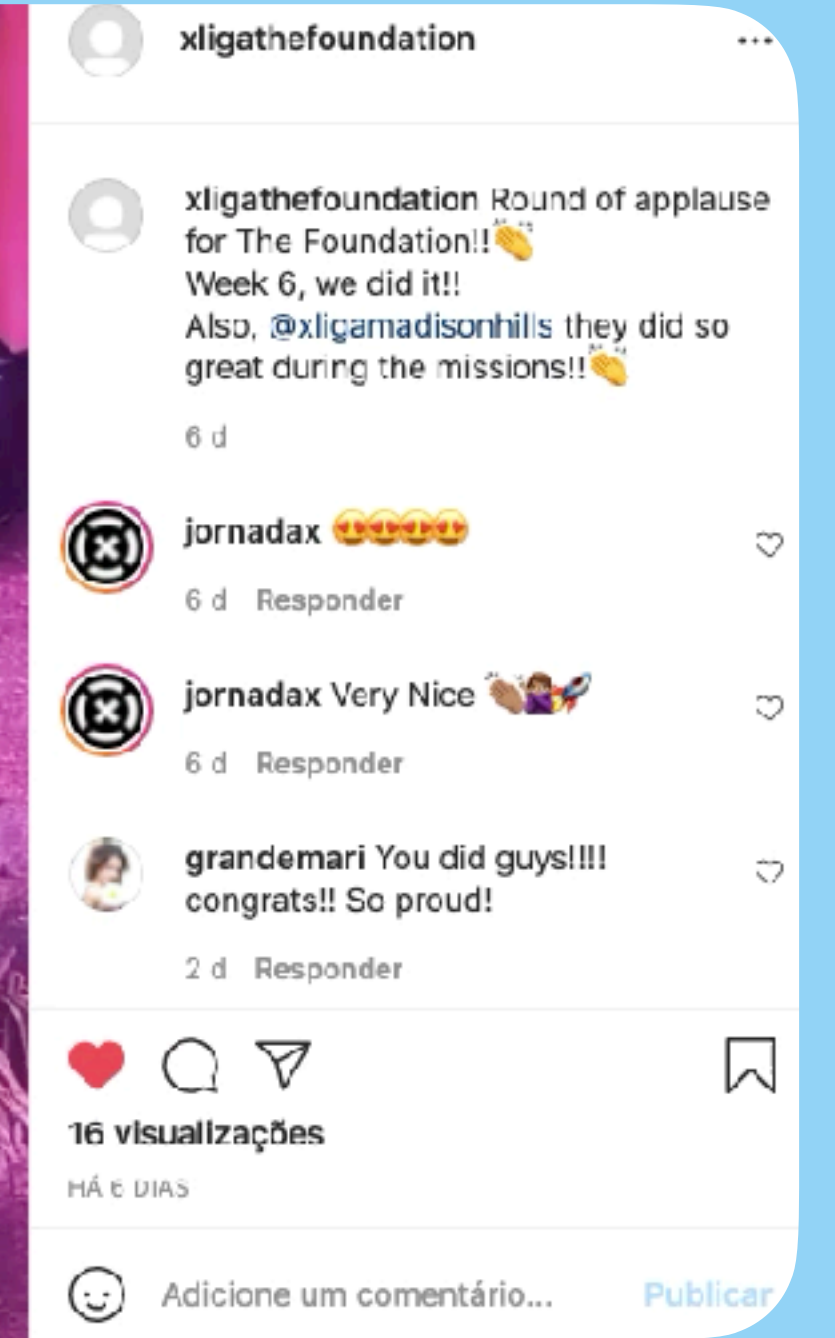 xligathefoundation
xligathefoundation Round of applause
for The Foundation!!👏
Week 6, we did it!!
Also, @xligamadisonhills they did so
great during the missions!!👏
6 d
jornadax 😍😍😍😍
6 d Responder
jornadax Very Nice 👏🏽🤷🏽‍♀️🚀
6 d Responder
grandemari You did guys!!!!
congrats!! So proud!
2 d Responder
16 visualizações
HÁ 6 DIAS
Adicione um comentário...
Publicar